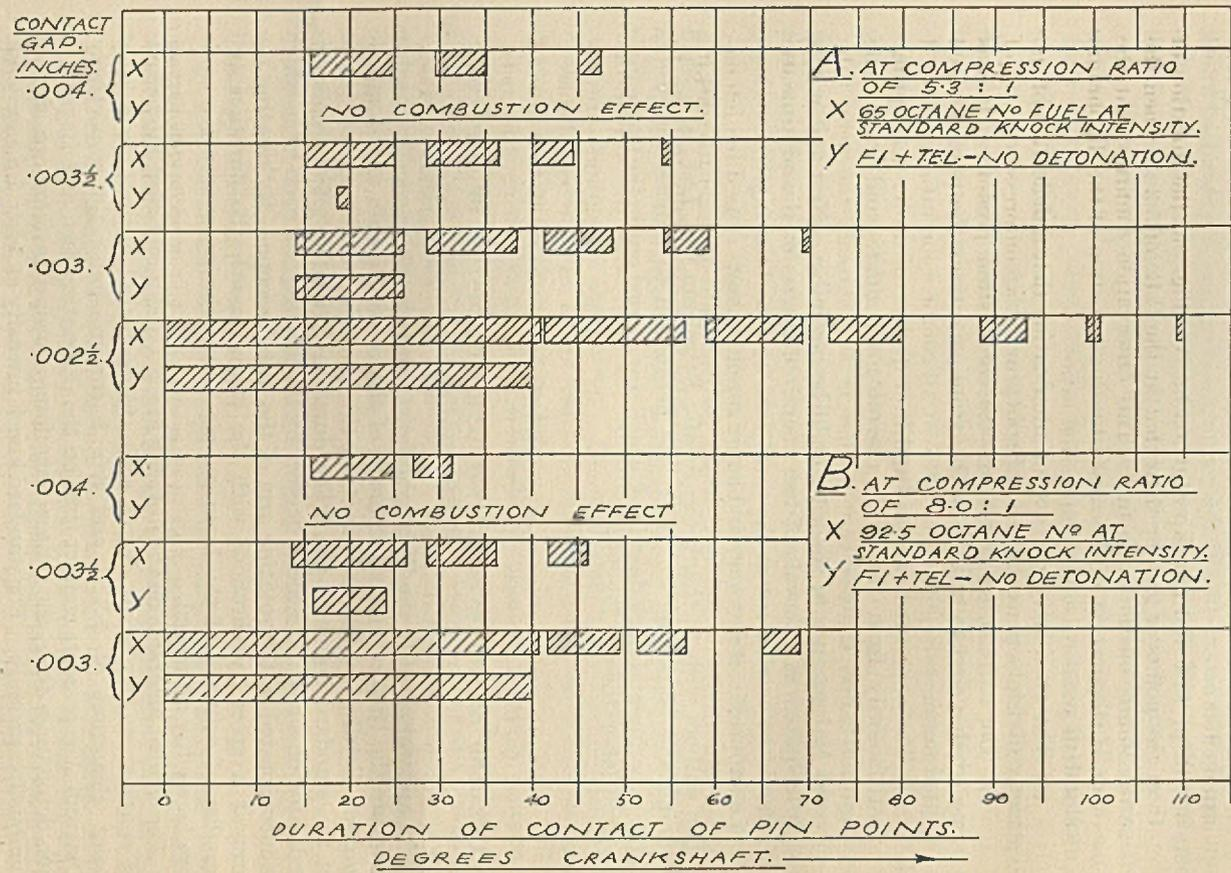 CONTACT
GAP.
INCHES.
·004.
X
Y
NO COMBUSTION EFFECT.
·003½.
X
Y
·003.
X
Y
·002½.
X
Y
A. AT COMPRESSION RATIO
OF 5·3 : 1
X 65 OCTANE Nº FUEL AT
STANDARD KNOCK INTENSITY.
Y F1+TEL.-NO DETONATION.
·004.
X
Y
NO COMBUSTION EFFECT
·003½
X
Y
·003.
X
Y
B. AT COMPRESSION RATIO
OF 8·0 : 1
X 92·5 OCTANE Nº AT
STANDARD KNOCK INTENSITY.
Y F1+TEL-NO DETONATION.
0 10 20 30 40 50 60 70 80 90 100 110
DURATION OF CONTACT OF PIN POINTS.
DEGREES CRANKSHAFT.